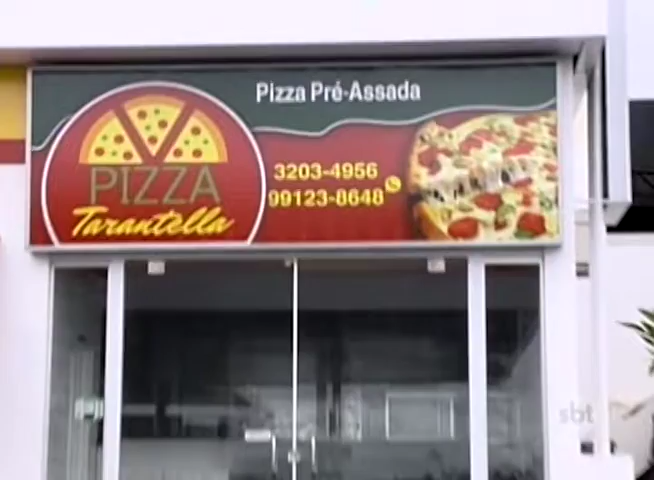 Pizza Pré-Assada
PIZZA
Tarantella
3203-4956
99123-8648
sbt